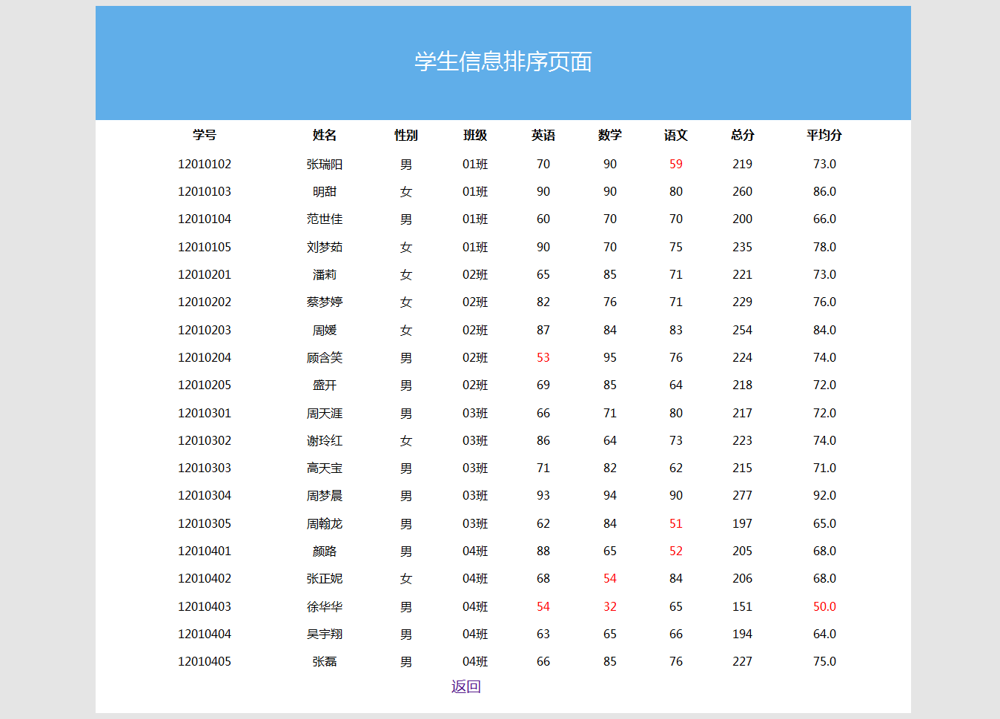 学生信息排序页面
学号 姓名 性别 班级 英语 数学 语文 总分 平均分
12010102 张瑞阳 男 01班 70 90 59 219 73.0
12010103 明甜 女 01班 90 90 80 260 86.0
12010104 范世佳 男 01班 60 70 70 200 66.0
12010105 刘梦茹 女 01班 90 70 75 235 78.0
12010201 潘莉 女 02班 65 85 71 221 73.0
12010202 蔡梦婷 女 02班 82 76 71 229 76.0
12010203 周媛 女 02班 87 84 83 254 84.0
12010204 顾含笑 男 02班 53 95 76 224 74.0
12010205 盛开 男 02班 69 85 64 218 72.0
12010301 周天涯 男 03班 66 71 80 217 72.0
12010302 谢玲红 女 03班 86 64 73 223 74.0
12010303 高天宝 男 03班 71 82 62 215 71.0
12010304 周梦晨 男 03班 93 94 90 277 92.0
12010305 周翰龙 男 03班 62 84 51 197 65.0
12010401 颜路 男 04班 88 65 52 205 68.0
12010402 张正妮 女 04班 68 54 84 206 68.0
12010403 徐华华 男 04班 54 32 65 151 50.0
12010404 吴宇翔 男 04班 63 65 66 194 64.0
12010405 张磊 男 04班 66 85 76 227 75.0
返回